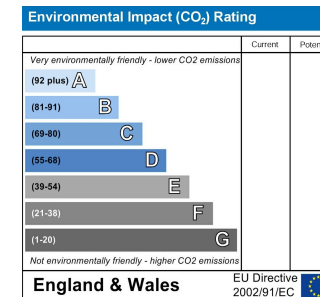 Environmental Impact (CO₂) Rating
Current Poten
Very environmentally friendly - lower CO2 emissions
(92 plus) A
(81-91) B
(69-80) C
(55-68) D
(39-54) E
(21-38) F
(1-20) G
Not environmentally friendly - higher CO2 emissions
England & Wales
EU Directive
2002/91/EC